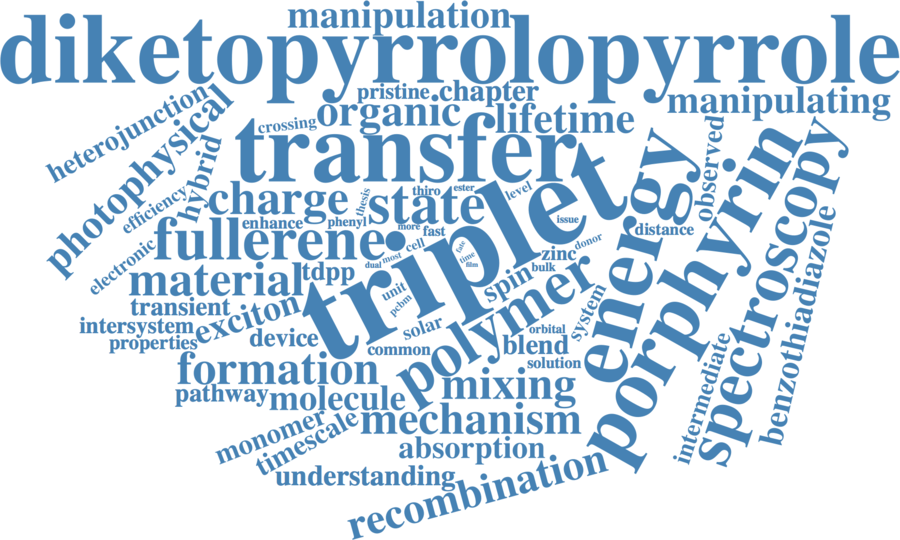 manipulation
diketopyrrolopyrrole
pristine
chapter
manipulating
heterojunction
photophysical
crossing
organic
lifetime
transfer
hybrid
efficiency
charge
enhance
phenyl
thesis
thiro
ester
level
state
more
fast
issue
distance
observed
energy
porphyrin
spectroscopy
benzothiadiazole
electronic
fullerene
dual
most
cell
fate
time
film
triplet
zinc
donor
bulk
spin
material
tdpp
unit
pcbm
transient
intersystem
properties
exciton
device
solar
common
polymer
orbital
system
blend
solution
formation
pathway
molecule
mixing
mechanism
monomer
timescale
absorption
intermediate
understanding
recombination